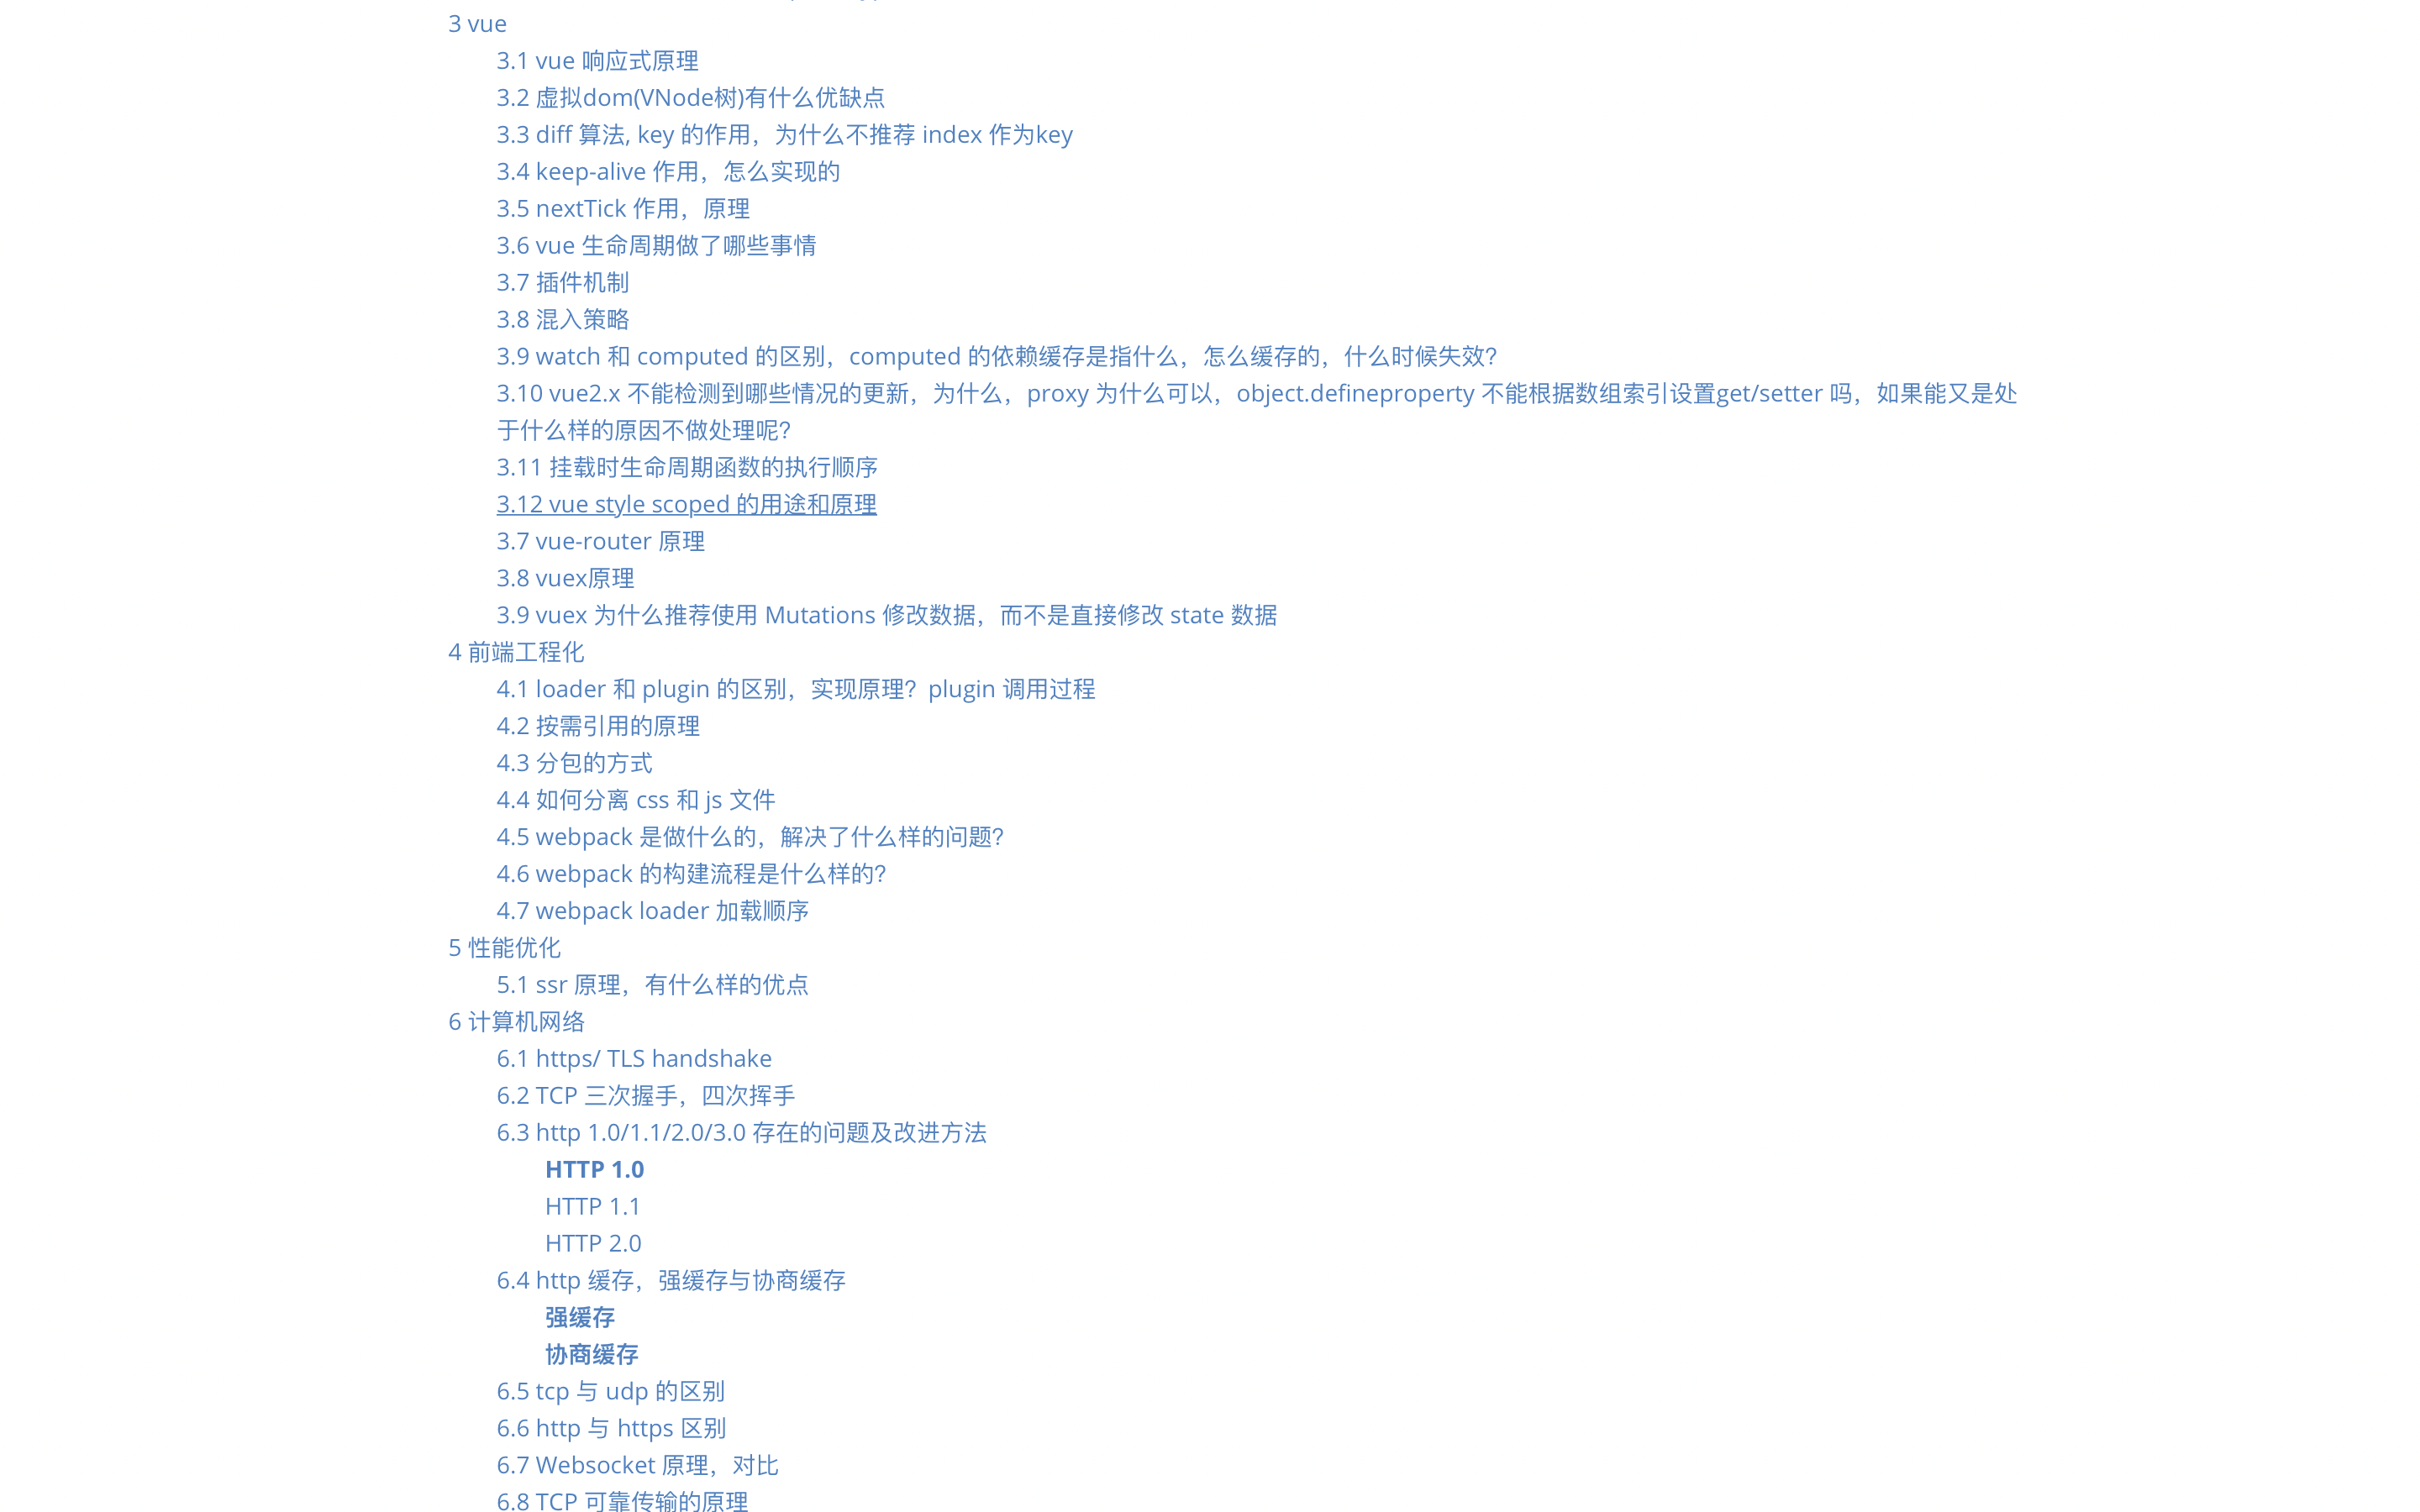 3 vue
3.1 vue 响应式原理
3.2 虚拟dom(VNode树)有什么优缺点
3.3 diff 算法, key 的作用，为什么不推荐 index 作为key
3.4 keep-alive 作用，怎么实现的
3.5 nextTick 作用，原理
3.6 vue 生命周期做了哪些事情
3.7 插件机制
3.8 混入策略
3.9 watch 和 computed 的区别，computed 的依赖缓存是指什么，怎么缓存的，什么时候失效？
3.10 vue2.x 不能检测到哪些情况的更新，为什么，proxy 为什么可以，object.defineproperty 不能根据数组索引设置get/setter 吗，如果能又是处
于什么样的原因不做处理呢？
3.11 挂载时生命周期函数的执行顺序
3.12 vue style scoped 的用途和原理
3.7 vue-router 原理
3.8 vuex原理
3.9 vuex 为什么推荐使用 Mutations 修改数据，而不是直接修改 state 数据
4 前端工程化
4.1 loader 和 plugin 的区别，实现原理？plugin 调用过程
4.2 按需引用的原理
4.3 分包的方式
4.4 如何分离 css 和 js 文件
4.5 webpack 是做什么的，解决了什么样的问题？
4.6 webpack 的构建流程是什么样的？
4.7 webpack loader 加载顺序
5 性能优化
5.1 ssr 原理，有什么样的优点
6 计算机网络
6.1 https/ TLS handshake
6.2 TCP 三次握手，四次挥手
6.3 http 1.0/1.1/2.0/3.0 存在的问题及改进方法
HTTP 1.0
HTTP 1.1
HTTP 2.0
6.4 http 缓存，强缓存与协商缓存
强缓存
协商缓存
6.5 tcp 与 udp 的区别
6.6 http 与 https 区别
6.7 Websocket 原理，对比
6.8 TCP 可靠传输的原理